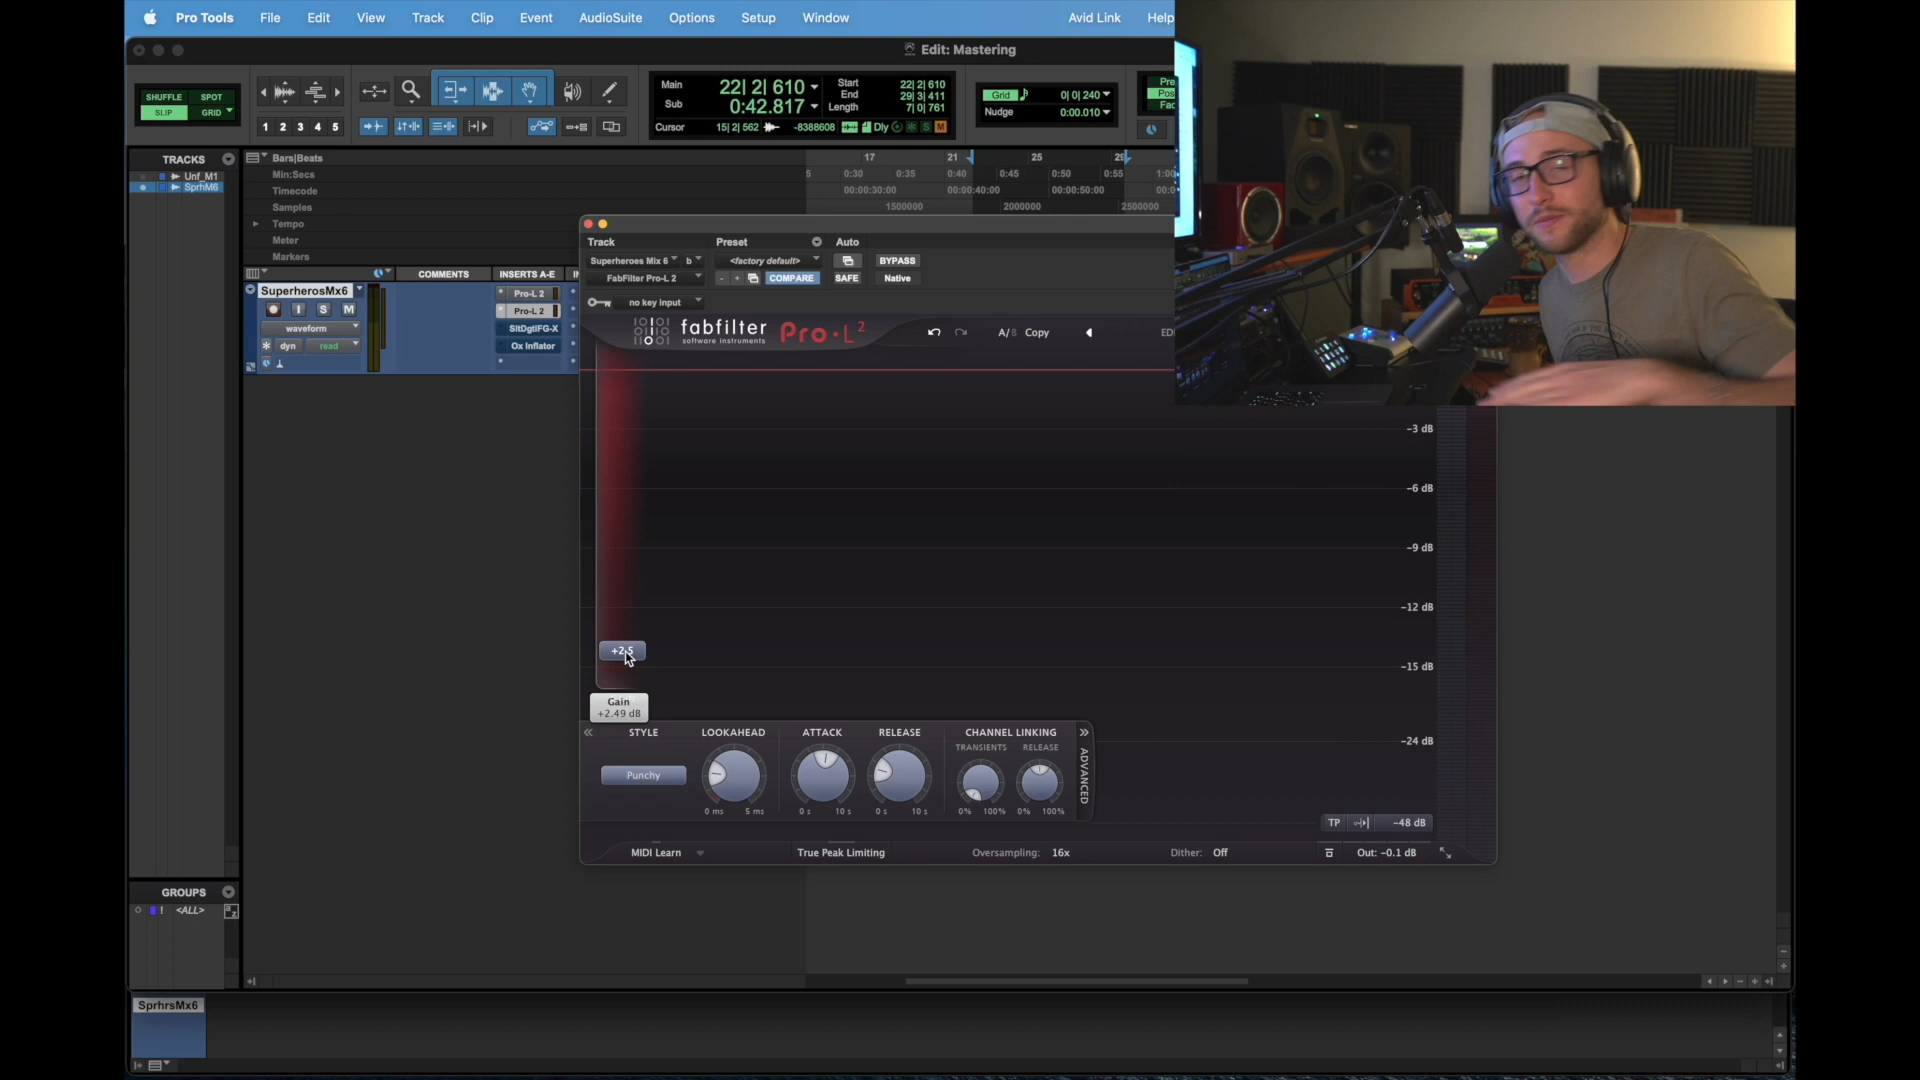 Pro Tools File Edit View Track Clip Event AudioSuite Options Setup Window Avid Link Help
Edit: Mastering
SHUFFLE SPOT
SLIP GRID
1 2 3 4 5
Main 22| 2| 610
Sub 0:42.817
Start 22| 2| 610
End 29| 3| 411
Length 7| 0| 761
Cursor 15| 2| 562 -8388608 Dly S M
Grid 0| 0| 240
Nudge 0:00.010
Pre
Pos
Fad
TRACKS
Unf_M1
SprhM6
Bars|Beats
17 21 25 29
Min:Secs
0:30 0:35 0:40 0:45 0:50 0:55 1:00
Timecode
00:00:30:00 00:00:40:00 00:00:50:00
Samples
1500000 2000000 2500000
Tempo
Meter
Markers
COMMENTS INSERTS A-E
SuperherosMx6
I S M
waveform
dyn read
Pro-L 2
Pro-L 2
SltDgtlFG-X
Ox Inflator
Track Preset Auto
Superheroes Mix 6 b <factory default> BYPASS
FabFilter Pro-L 2 - + COMPARE SAFE Native
no key input
fabfilter
software instruments
Pro·L 2
A/B Copy
-3 dB
-6 dB
-9 dB
-12 dB
-15 dB
-24 dB
+2.5
Gain
+2.49 dB
STYLE LOOKAHEAD ATTACK RELEASE CHANNEL LINKING
TRANSIENTS RELEASE
Punchy
0 ms 5 ms 0 s 10 s 0 s 10 s 0% 100% 0% 100%
ADVANCED
TP -48 dB
MIDI Learn True Peak Limiting Oversampling: 16x Dither: Off Out: -0.1 dB
GROUPS
! <ALL>
SprhrsMx6